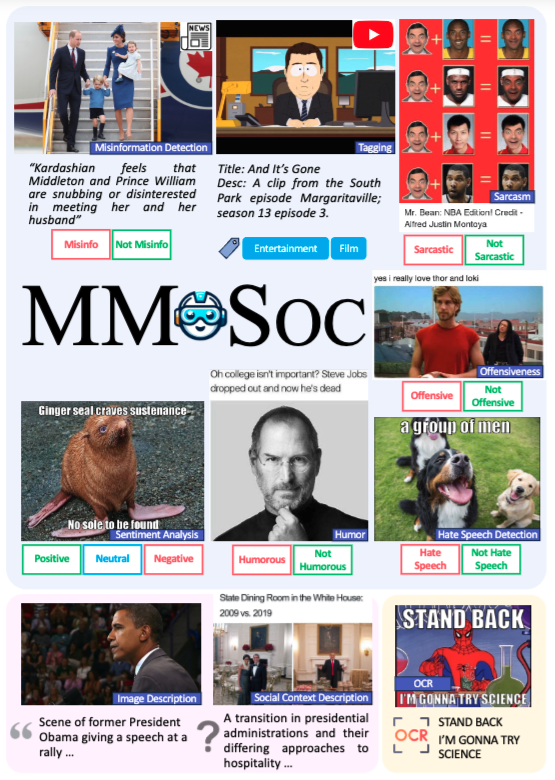 NEWS
Misinformation Detection
Tagging
Sarcasm
“Kardashian feels that
Middleton and Prince William
are snubbing or disinterested
in meeting her and her
husband”
Misinfo
Not Misinfo
Title: And It’s Gone
Desc: A clip from the South
Park episode Margaritaville;
season 13 episode 3.
Entertainment
Film
Mr. Bean: NBA Edition! Credit -
Alfred Justin Montoya
Sarcastic
Not
Sarcastic
MMSoc
yes i really love thor and loki
Offensiveness
Offensive
Not
Offensive
Ginger seal craves sustenance
No sole to be found
Sentiment Analysis
Positive
Neutral
Negative
Oh college isn't important? Steve Jobs
dropped out and now he's dead
Humor
Humorous
Not
Humorous
a group of men
Hate Speech Detection
Hate
Speech
Not Hate
Speech
Image Description
“ Scene of former President
Obama giving a speech at a
rally ...
State Dining Room in the White House:
2009 vs. 2019
Social Context Description
? A transition in presidential
administrations and their
differing approaches to
hospitality ...
STAND BACK
OCR
I'M GONNA TRY SCIENCE
OCR
STAND BACK
I'M GONNA TRY
SCIENCE